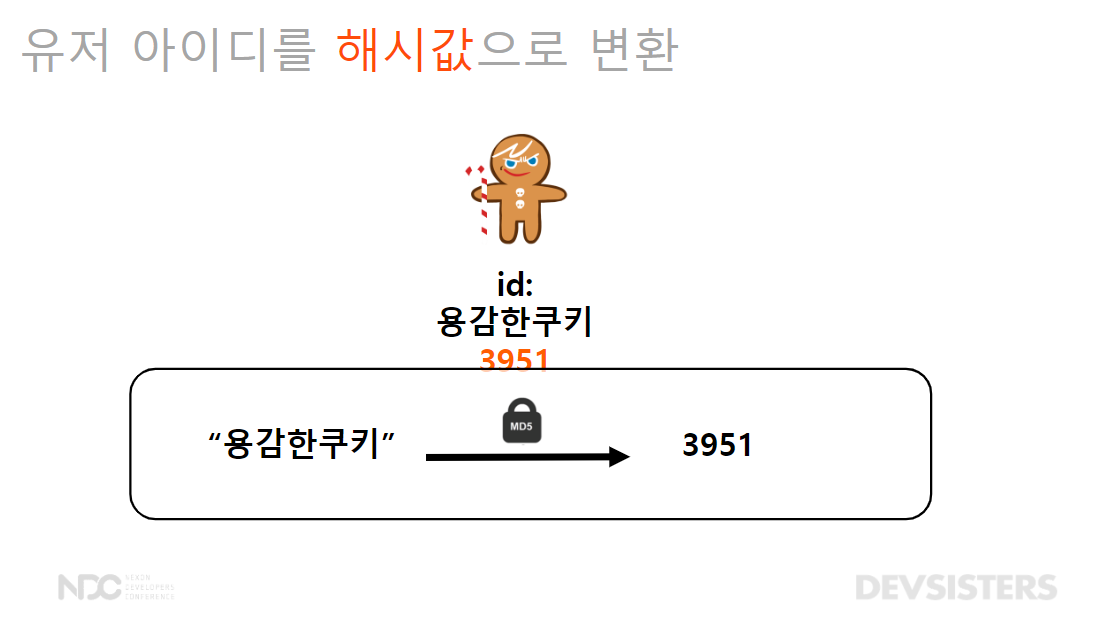 유저 아이디를 해시값으로 변환
id:
용감한쿠키
3951
MD5
“용감한쿠키”
3951
NDC
NEXON
DEVELOPERS
CONFERENCE
DEVSISTERS